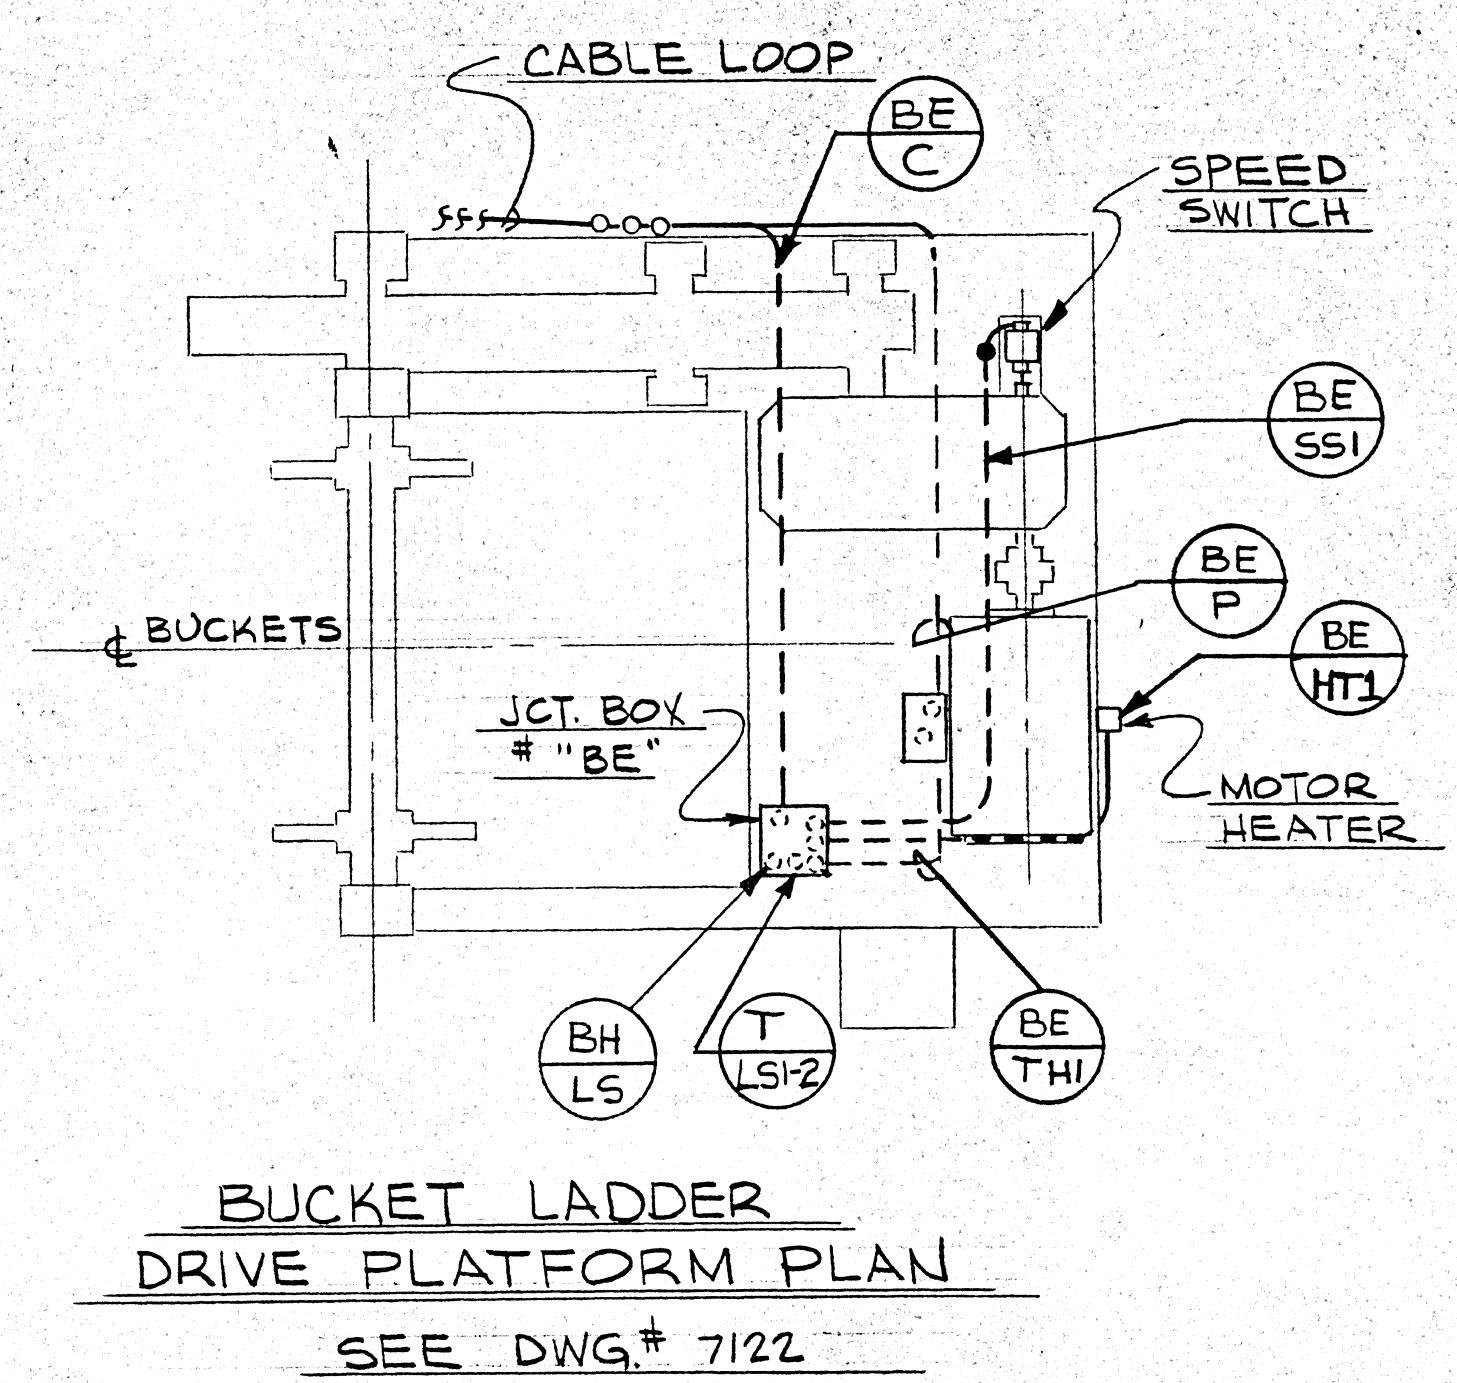 CABLE LOOP
BE
C
SPEED
SWITCH
BE
SS1
BE
P
BE
HT1
℄ BUCKETS
JCT. BOX
# "BE"
MOTOR
HEATER
BH
LS
T
LS1-2
BE
TH1
BUCKET LADDER
DRIVE PLATFORM PLAN
SEE DWG.# 7122